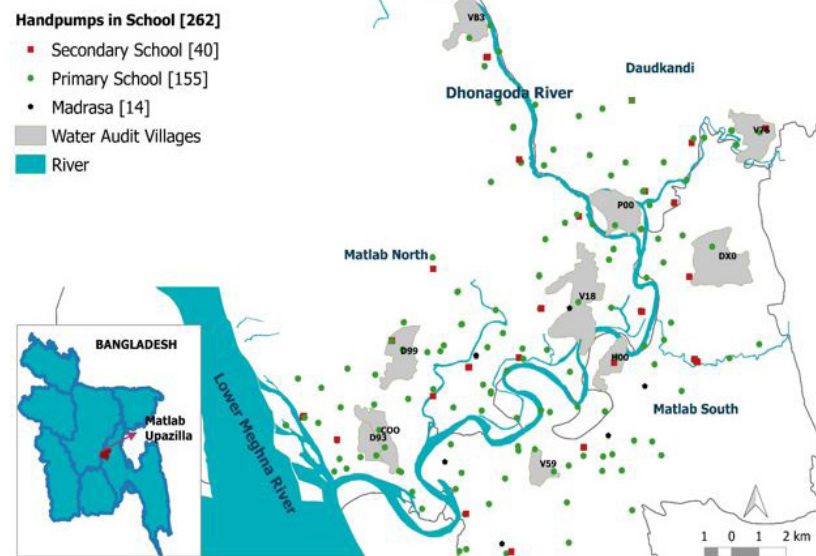 Handpumps in School [262]
Secondary School [40]
Primary School [155]
Madrasa [14]
Water Audit Villages
River
V83
Daudkandi
Dhonagoda River
V76
P00
DX0
Matlab North
V18
D99
H00
BANGLADESH
Matlab
Upazilla
Lower Meghna River
Matlab South
COO
D93
V59
1 0 1 2 km